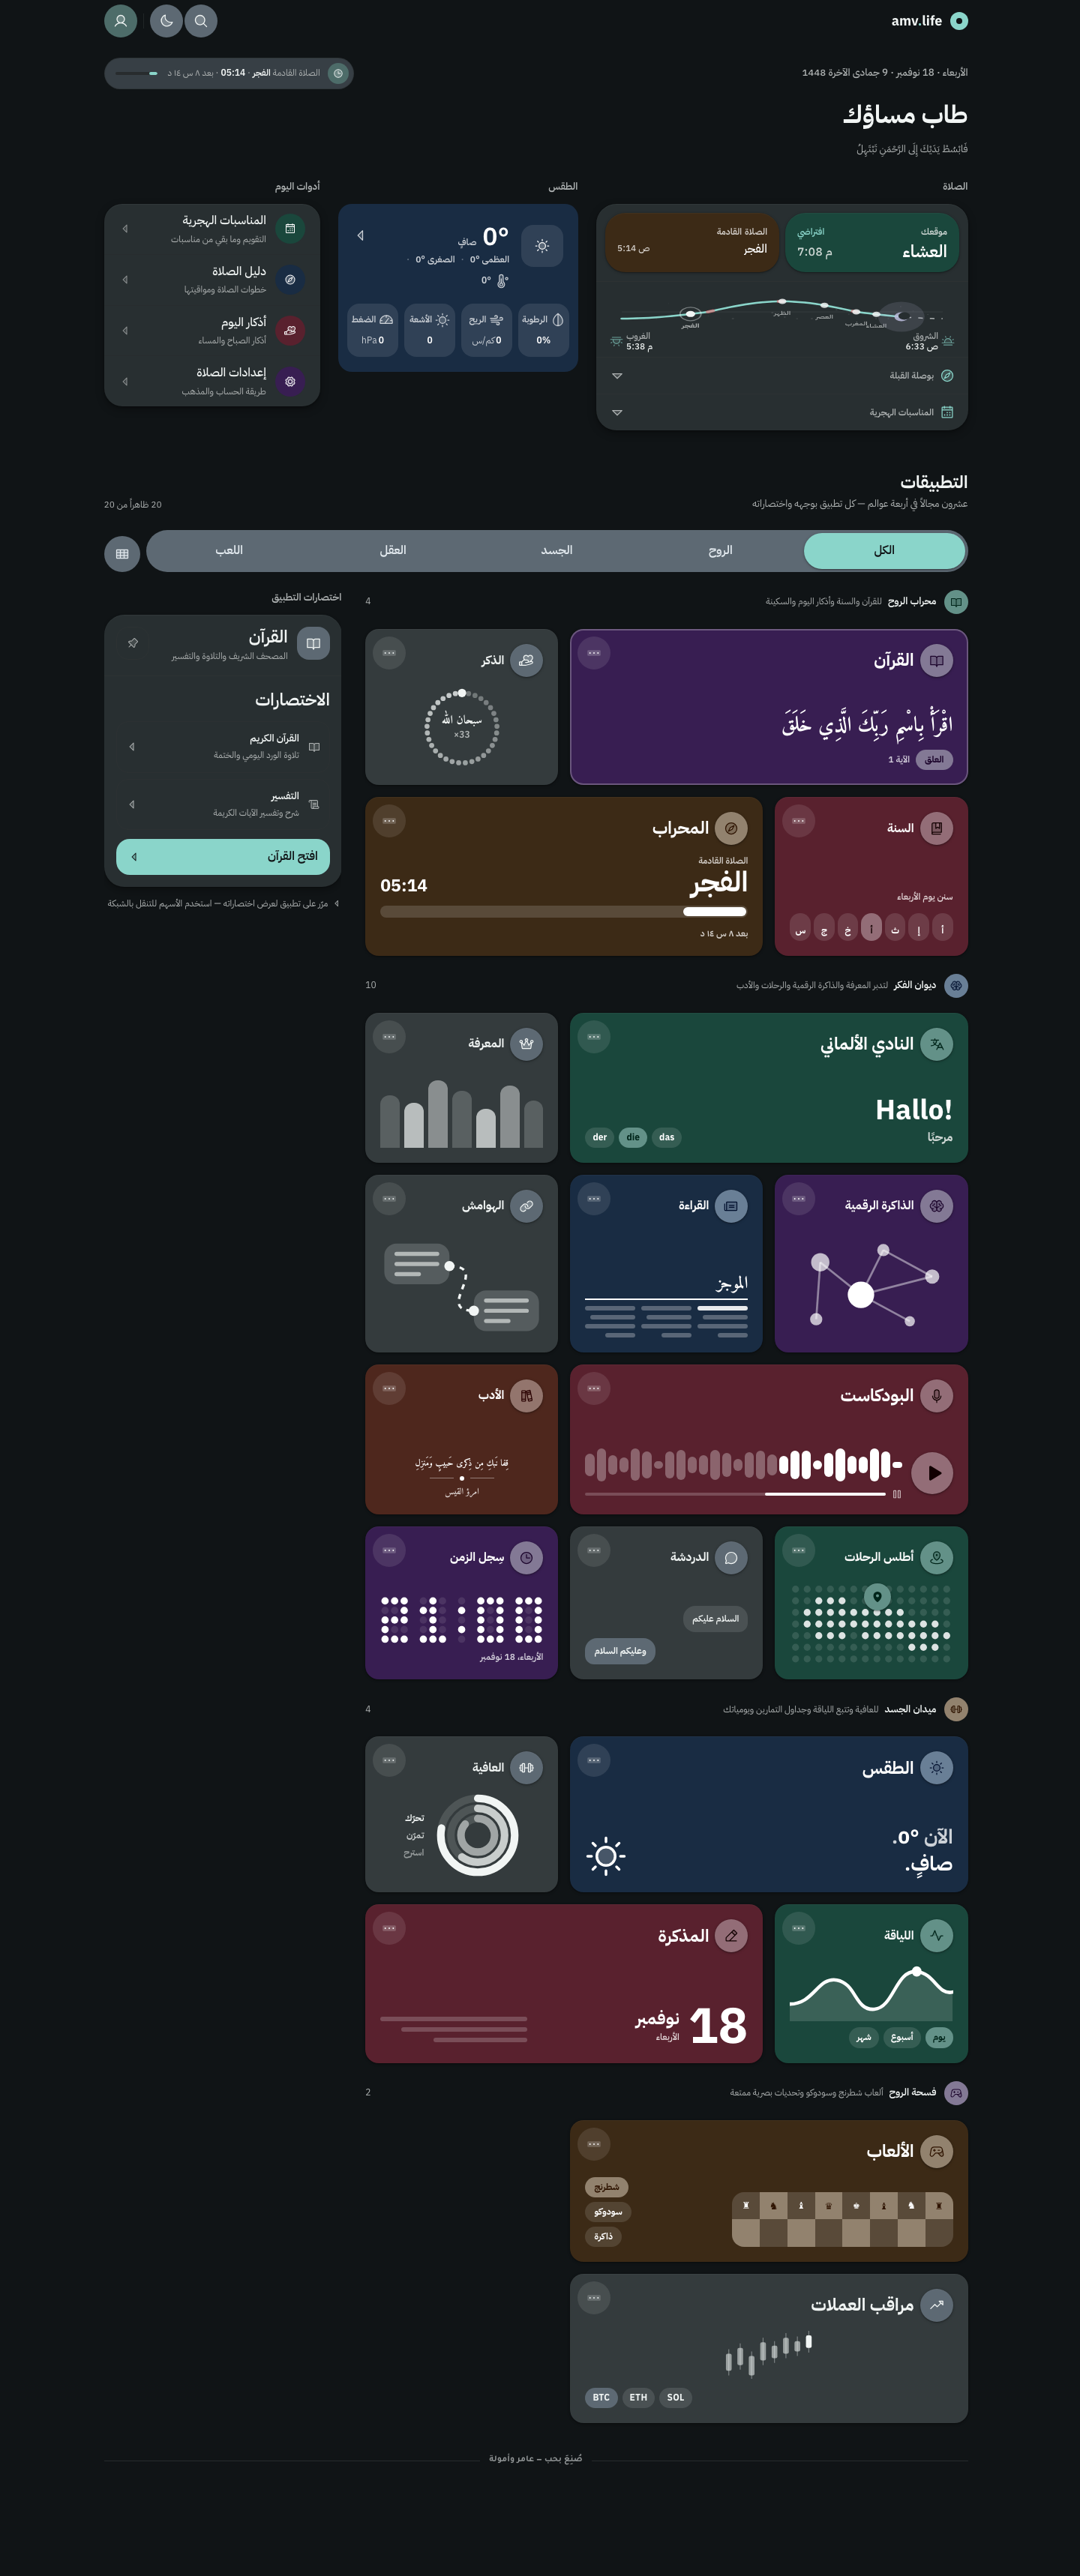 amv.life
الأربعاء · 18 نوفمبر · 9 جمادى الآخرة 1448
الصلاة القادمة الفجر · 05:14 · بعد ٨ س ١٤ د
طاب مساؤك
فَابْسُطْ يَدَيْكَ إِلَى الرَّحْمَنِ تَبْتَهِلُ
الصلاة
موقعك
افتراضي
العشاء
7:08 م
الصلاة القادمة
الفجر
5:14 ص
الفجر
الظهر
العصر
المغرب
العشاء
الشروق
6:33 ص
الغروب
5:38 م
بوصلة القبلة
المناسبات الهجرية
الطقس
0° صافٍ
العظمى 0° · الصغرى 0° ·
0°
الرطوبة
0%
الريح
0 كم/س
الأشعة
0
الضغط
0 hPa
أدوات اليوم
المناسبات الهجرية
التقويم وما بقي من مناسبات
دليل الصلاة
خطوات الصلاة ومواقيتها
أذكار اليوم
أذكار الصباح والمساء
إعدادات الصلاة
طريقة الحساب والمذهب
التطبيقات
عشرون مجالًا في أربعة عوالم — كل تطبيق بوجهه واختصاراته
20 ظاهراً من 20
الكل
الروح
الجسد
العقل
اللعب
محراب الروح للقرآن والسنة وأذكار اليوم والسكينة
4
القرآن
اقْرَأْ بِاسْمِ رَبِّكَ الَّذِي خَلَقَ
العلق
الآية 1
الذكر
سبحان الله
×33
السنة
سنن يوم الأربعاء
أ
إ
ث
أ
خ
ج
س
المحراب
الصلاة القادمة
الفجر
05:14
بعد ٨ س ١٤ د
اختصارات التطبيق
القرآن
المصحف الشريف والتلاوة والتفسير
الاختصارات
القرآن الكريم
تلاوة الورد اليومي والختمة
التفسير
شرح وتفسير الآيات الكريمة
افتح القرآن
مرّر على تطبيق لعرض اختصاراته — استخدم الأسهم للتنقل بالشبكة
ديوان الفكر لتدبر المعرفة والذاكرة الرقمية والرحلات والأدب
10
النادي الألماني
Hallo!
مرحبًا
das
die
der
المعرفة
الذاكرة الرقمية
القراءة
الموجز
الهوامش
البودكاست
الأدب
قِفا نَبكِ مِن ذِكرى حَبيبٍ وَمَنزِلِ
امرؤ القيس
أطلس الرحلات
الدردشة
السلام عليكم
وعليكم السلام
سجل الزمن
21:00
الأربعاء، 18 نوفمبر
ميدان الجسد للعافية وتتبع اللياقة وجداول التمارين ويومياتك
4
الطقس
الآن 0°.
صافٍ.
العافية
تحرّك
تمرّن
استرح
اللياقة
يوم
أسبوع
شهر
المذكرة
18
نوفمبر
الأربعاء
فسحة الروح ألعاب شطرنج وسودوكو وتحديات بصرية ممتعة
2
الألعاب
شطرنج
سودوكو
ذاكرة
مراقب العملات
SOL
ETH
BTC
صُنِعَ بحب – عامر وأمولة